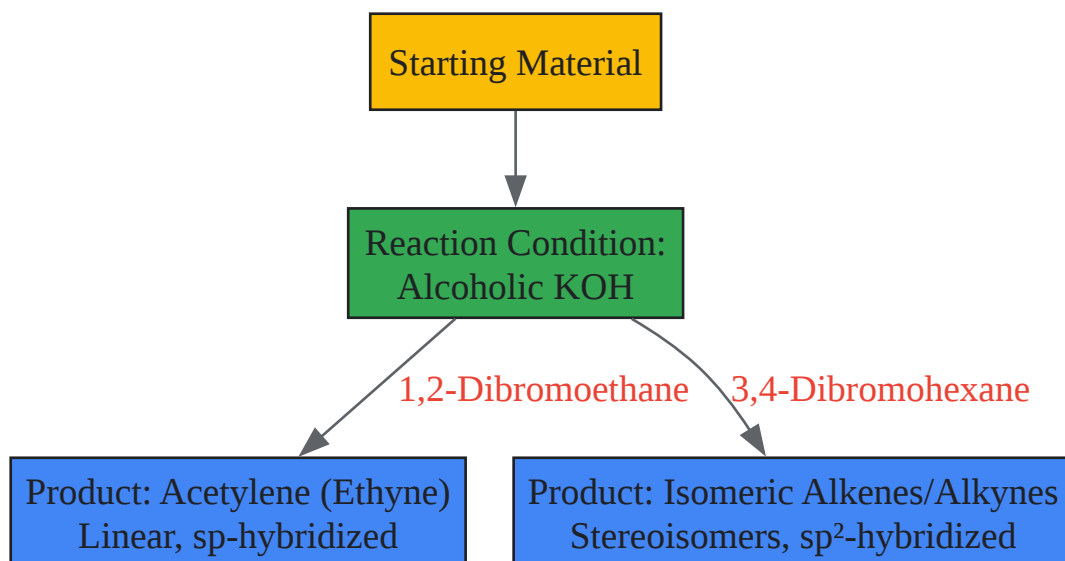 Starting Material
Reaction Condition:
Alcoholic KOH
1,2-Dibromoethane
3,4-Dibromohexane
Product: Acetylene (Ethyne)
Linear, sp-hybridized
Product: Isomeric Alkenes/Alkynes
Stereoisomers, sp²-hybridized